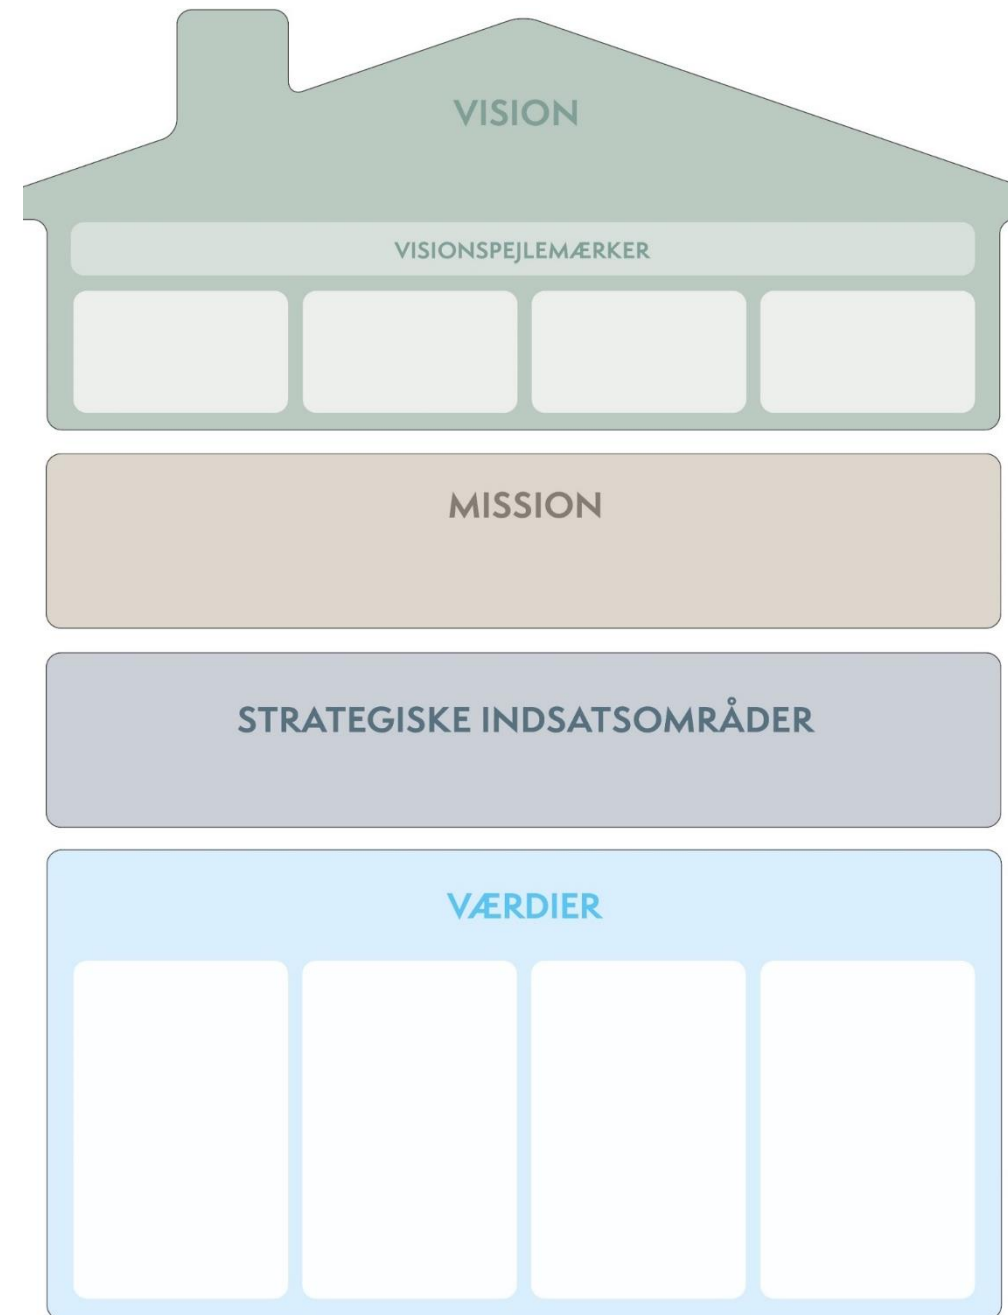 VISION
VISIONSPEJLEMÆRKER
MISSION
STRATEGISKE INDSATSOMRÅDER
VÆRDIER